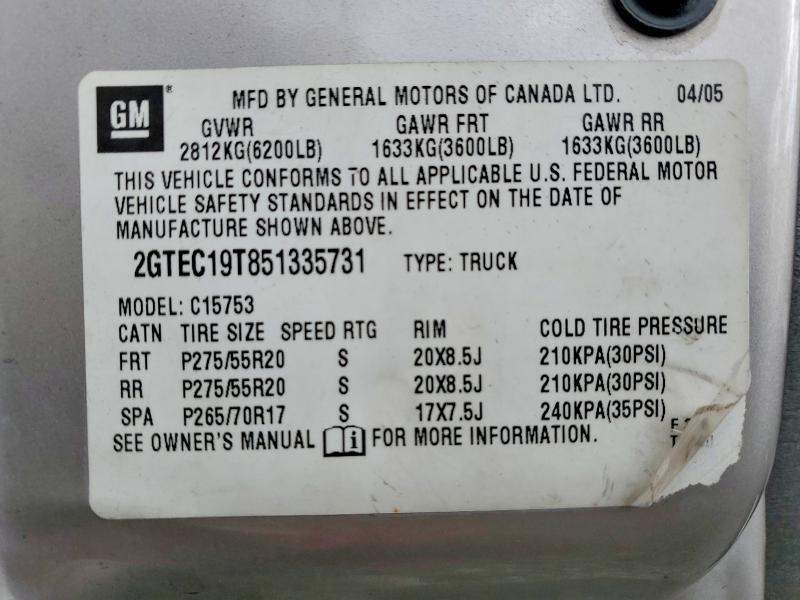 GM ® MFD BY GENERAL MOTORS OF CANADA LTD. 04/05
GVWR GAWR FRT GAWR RR
2812KG(6200LB) 1633KG(3600LB) 1633KG(3600LB)
THIS VEHICLE CONFORMS TO ALL APPLICABLE U.S. FEDERAL MOTOR
VEHICLE SAFETY STANDARDS IN EFFECT ON THE DATE OF
MANUFACTURE SHOWN ABOVE.
2GTEC19T851335731 TYPE: TRUCK
MODEL: C15753
CATN TIRE SIZE SPEED RTG RIM COLD TIRE PRESSURE
FRT P275/55R20 S 20X8.5J 210KPA(30PSI)
RR P275/55R20 S 20X8.5J 210KPA(30PSI)
SPA P265/70R17 S 17X7.5J 240KPA(35PSI)
SEE OWNER'S MANUAL i FOR MORE INFORMATION.